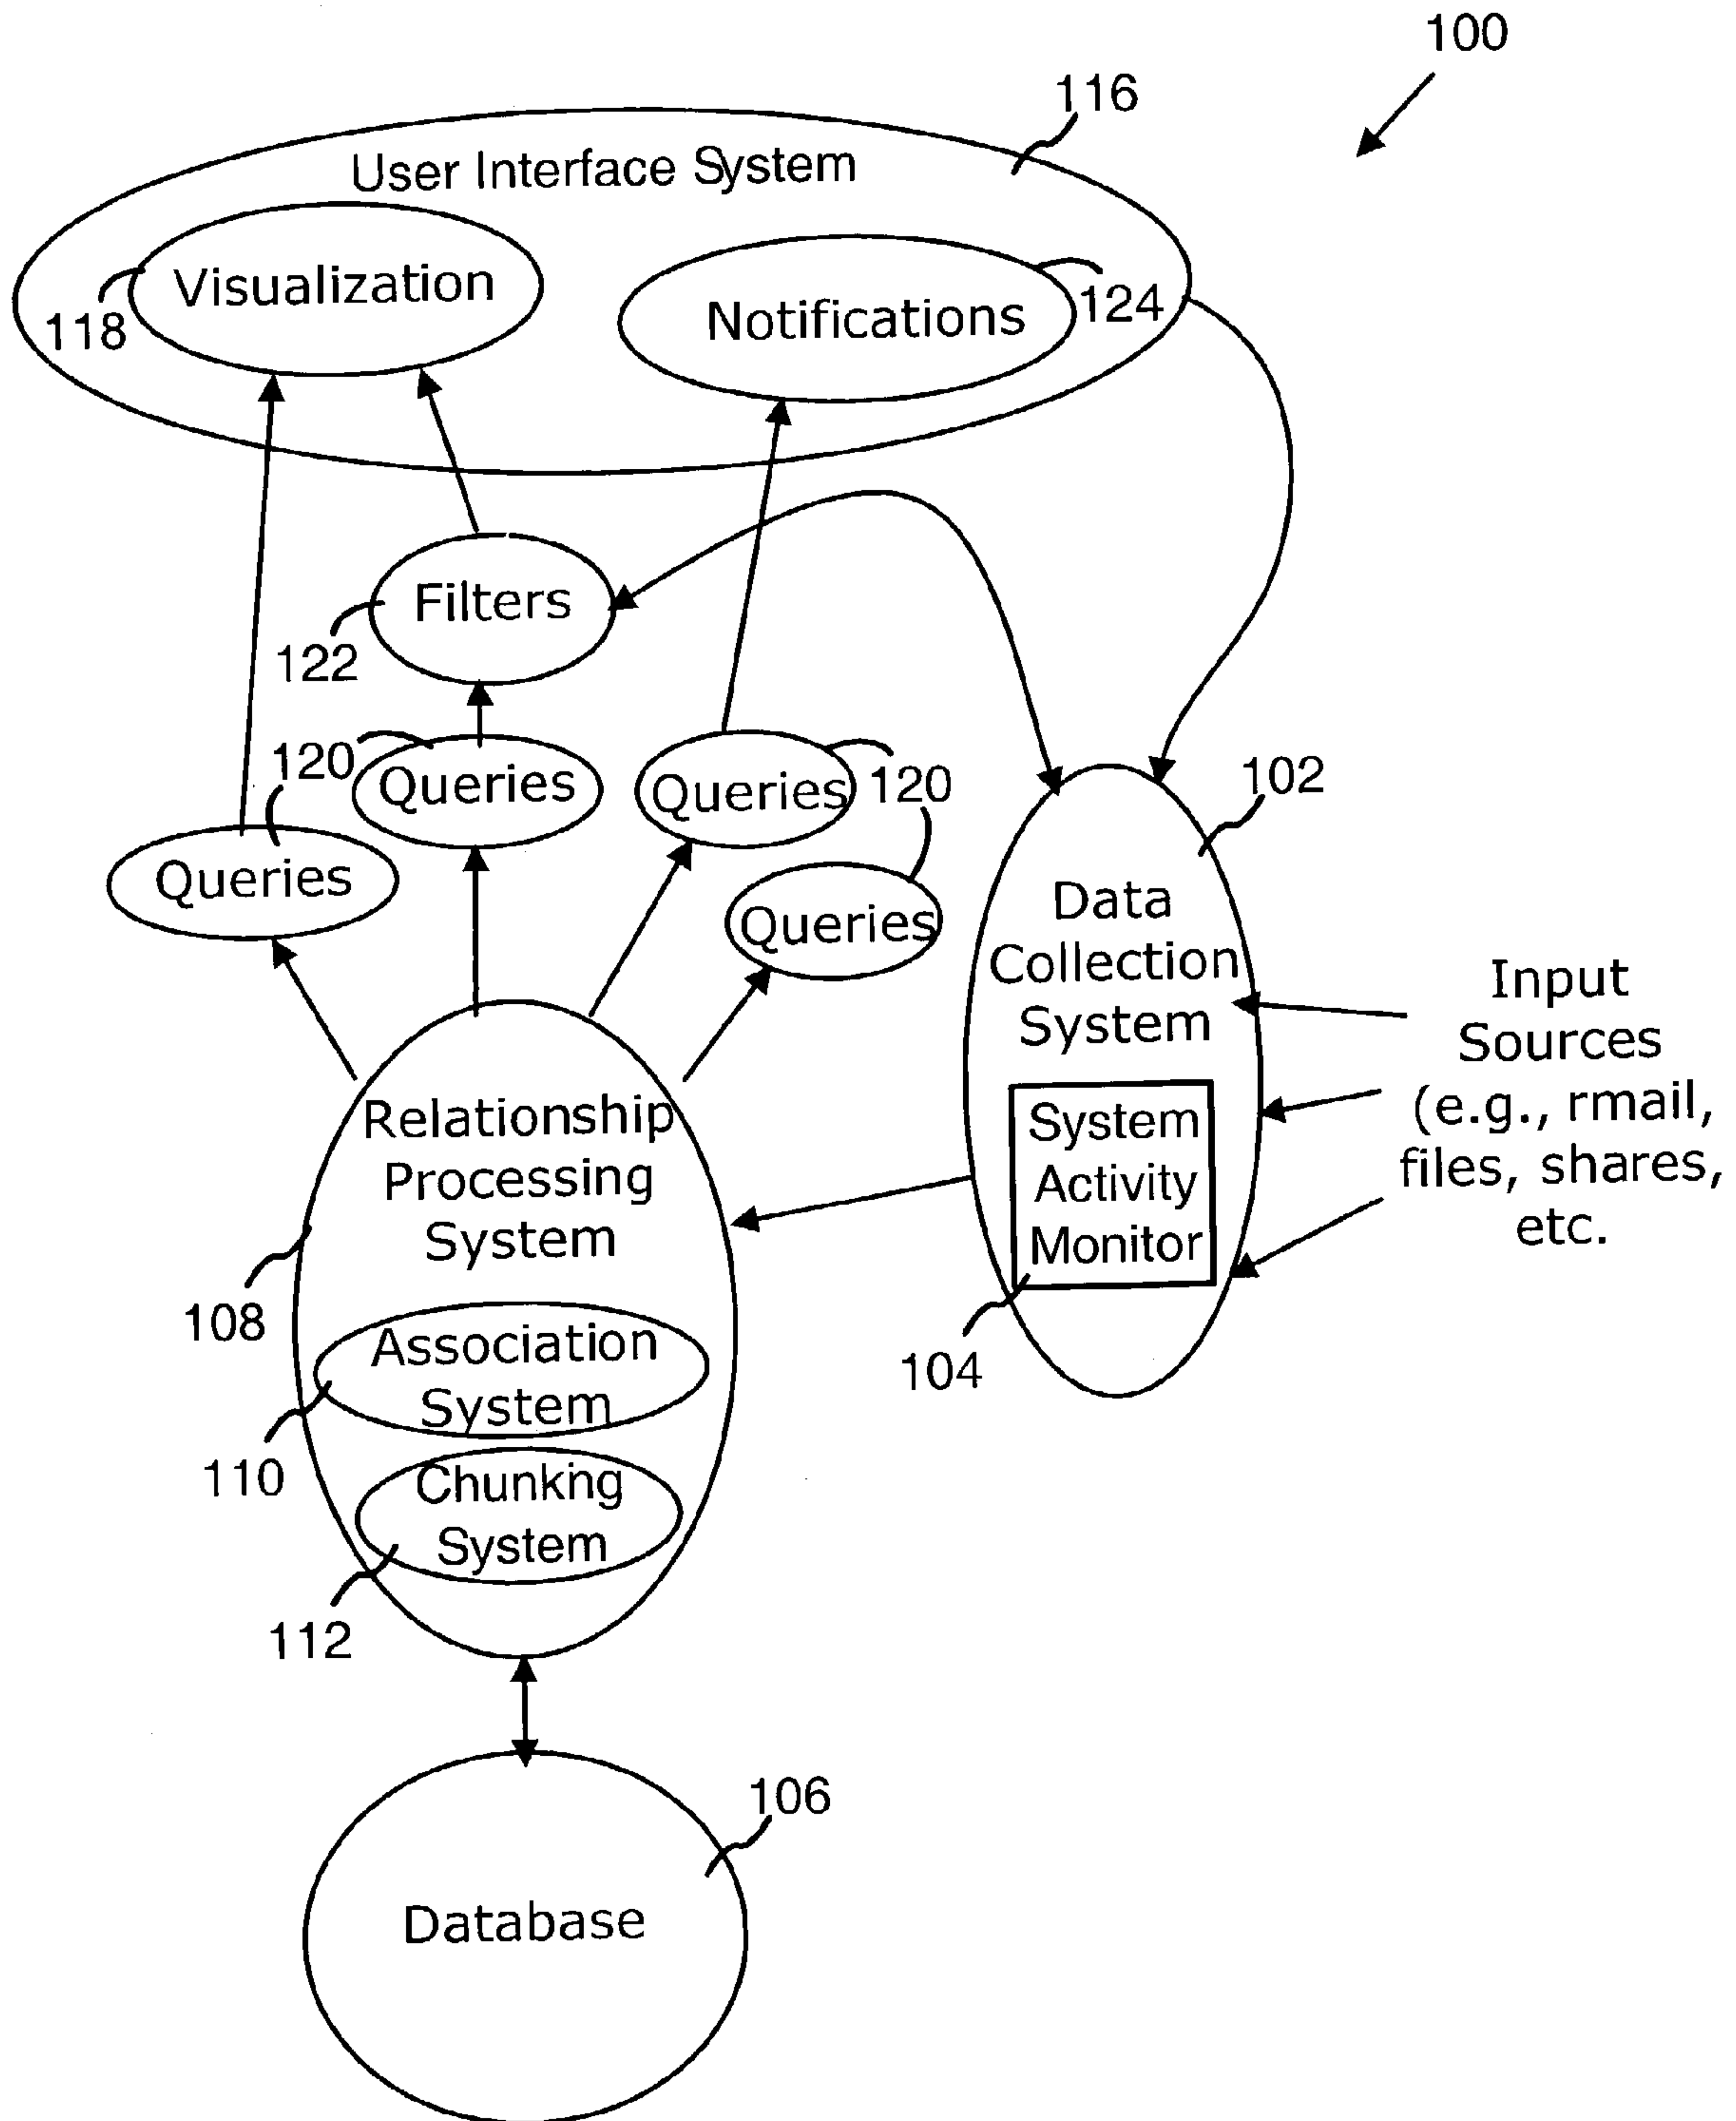 100
116
User Interface System
Visualization
118
Notifications
124
Filters
122
120
Queries
Queries
120
Queries
Queries
102
Data
Collection
System
System
Activity
Monitor
104
Input
Sources
(e.g., rmail,
files, shares,
etc.
Relationship
Processing
System
108
Association
System
110
Chunkng
System
112
106
Database